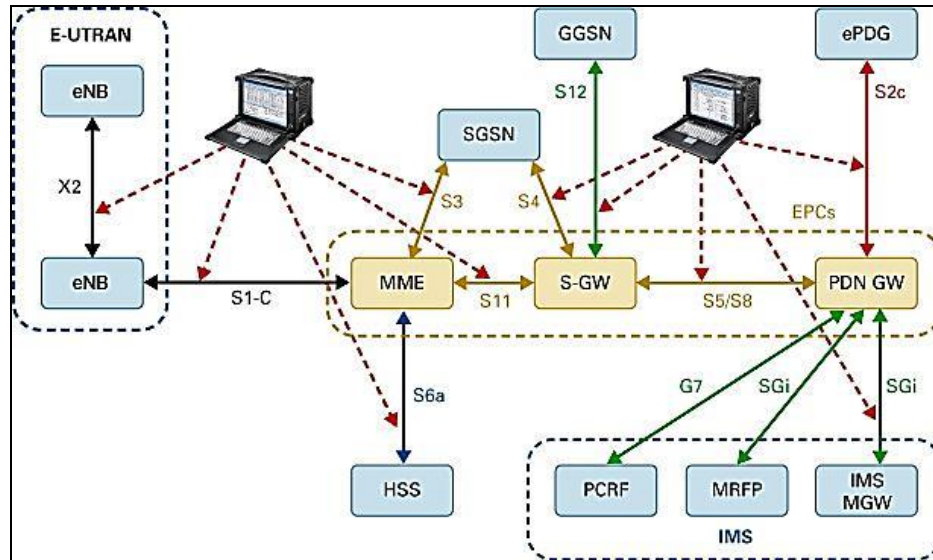 E-UTRAN
GGSN
ePDG
eNB
S12
S2c
SGSN
X2
S3
S4
EPCs
eNB
MME
S-GW
PDN GW
S1-C
S11
S5/S8
G7
SGi
SGi
S6a
HSS
PCRF
MRFP
IMS
MGW
IMS